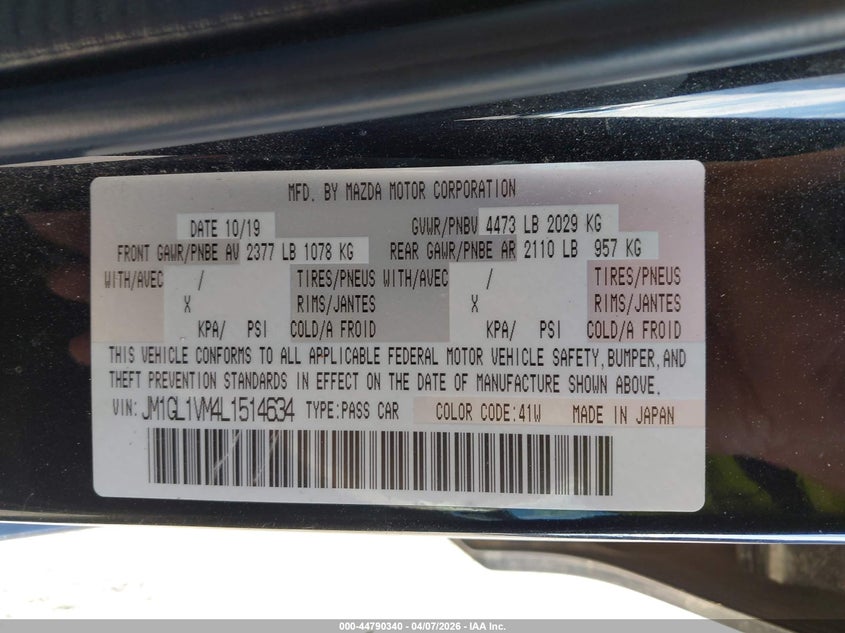 MFD. BY MAZDA MOTOR CORPORATION
DATE 10/19 GVWR/PNBV 4473 LB 2029 KG
FRONT GAWR/PNBE AV 2377 LB 1078 KG REAR GAWR/PNBE AR 2110 LB 957 KG
WITH/AVEC / TIRES/PNEUS WITH/AVEC / TIRES/PNEUS
X RIMS/JANTES X RIMS/JANTES
KPA/ PSI COLD/A FROID KPA/ PSI COLD/A FROID
THIS VEHICLE CONFORMS TO ALL APPLICABLE FEDERAL MOTOR VEHICLE SAFETY, BUMPER, AND
THEFT PREVENTION STANDARDS IN EFFECT ON THE DATE OF MANUFACTURE SHOWN ABOVE.
VIN: JM1GL1VM4L1514634 TYPE: PASS CAR COLOR CODE: 41W MADE IN JAPAN
000-44790340 - 04/07/2026 - IAA Inc.